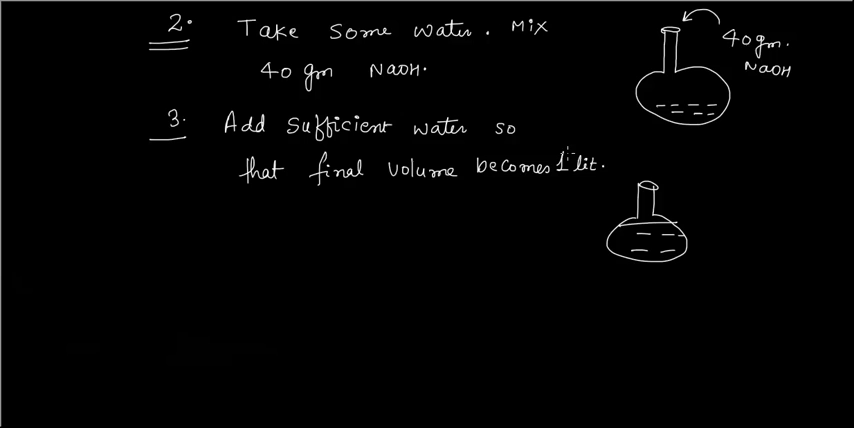 2. Take Some water. Mix
40 gm NaOH.
40 gm.
NaOH
3. Add Sufficient water so
that final volume becomes 1 lit.